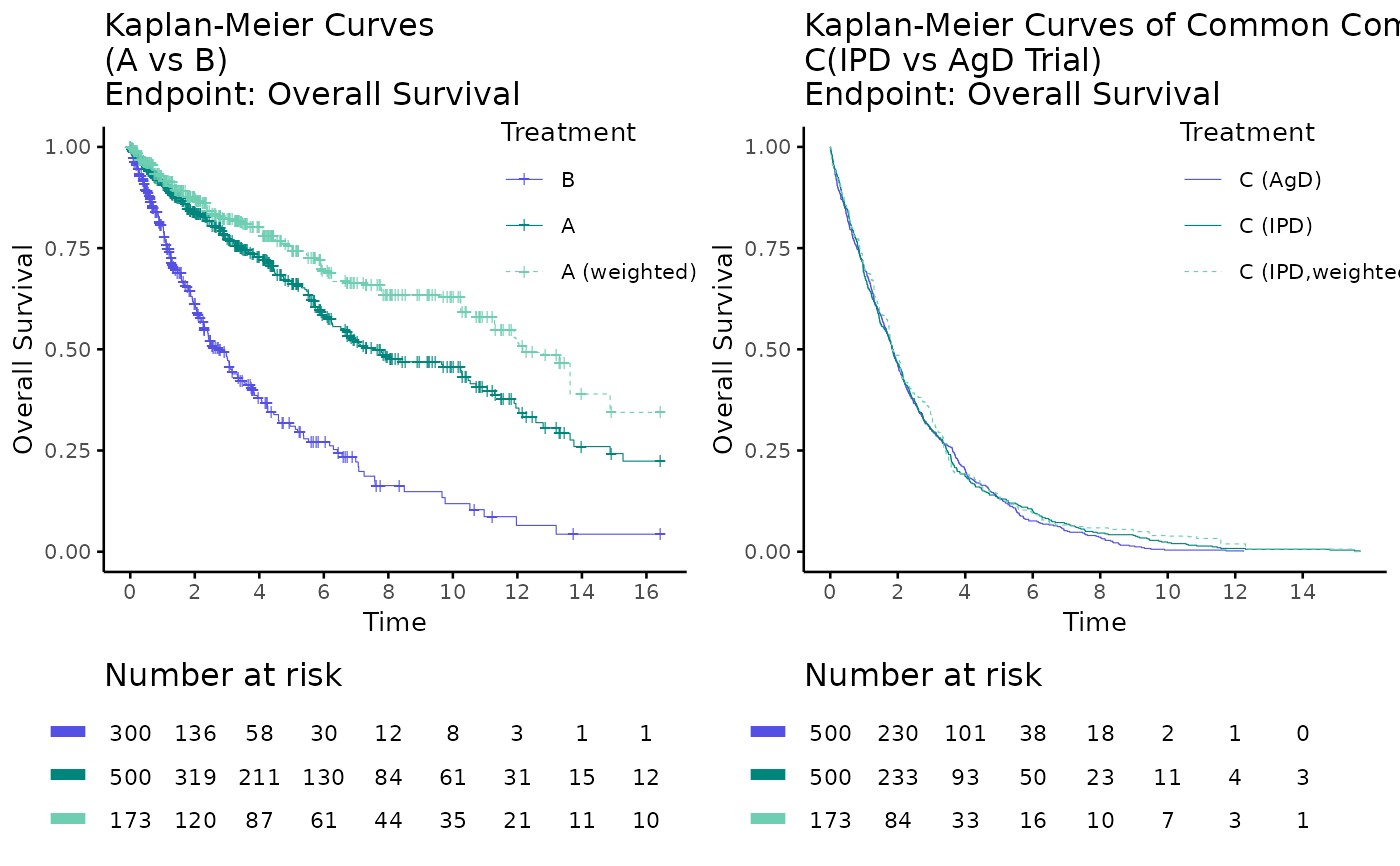 Kaplan-Meier Curves
(A vs B)
Endpoint: Overall Survival
Treatment
B
A
A (weighted)
Overall Survival
1.00
0.75
0.50
0.25
0.00
0 2 4 6 8 10 12 14 16
Time
Number at risk
300 136 58 30 12 8 3 1 1
500 319 211 130 84 61 31 15 12
173 120 87 61 44 35 21 11 10
Kaplan-Meier Curves of Common Com
C(IPD vs AgD Trial)
Endpoint: Overall Survival
Treatment
C (AgD)
C (IPD)
C (IPD,weighted
Overall Survival
1.00
0.75
0.50
0.25
0.00
0 2 4 6 8 10 12 14
Time
Number at risk
500 230 101 38 18 2 1 0
500 233 93 50 23 11 4 3
173 84 33 16 10 7 3 1